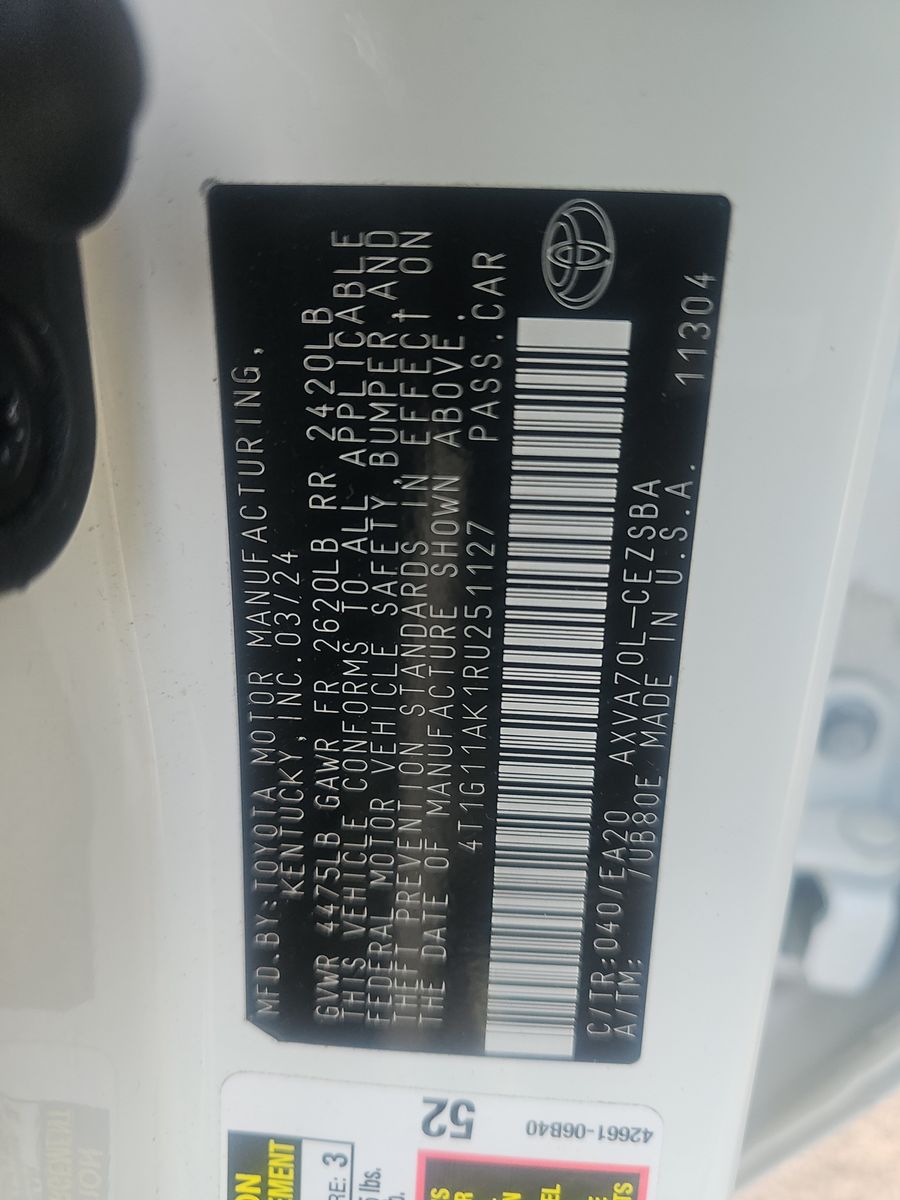 MFD.BY:TOYOTA MOTOR MANUFACTURING,
KENTUCKY,INC.03/24
GVWR 4475LB GAWR FR 2620LB RR 2420LB
THIS VEHICLE CONFORMS TO ALL APPLICABLE
FEDERAL MOTOR VEHICLE SAFETY,BUMPER,AND
THEFT PREVENTION STANDARDS IN EFFECT ON
THE DATE OF MANUFACTURE SHOWN ABOVE.
4T1G11AK1RU251127 PASS.CAR
C/TR:040/EA20 AXVA70L-CEZSBA
A/TM: /UB80E MADE IN U.S.A. 11304
52
42661-06B40
3
lbs.